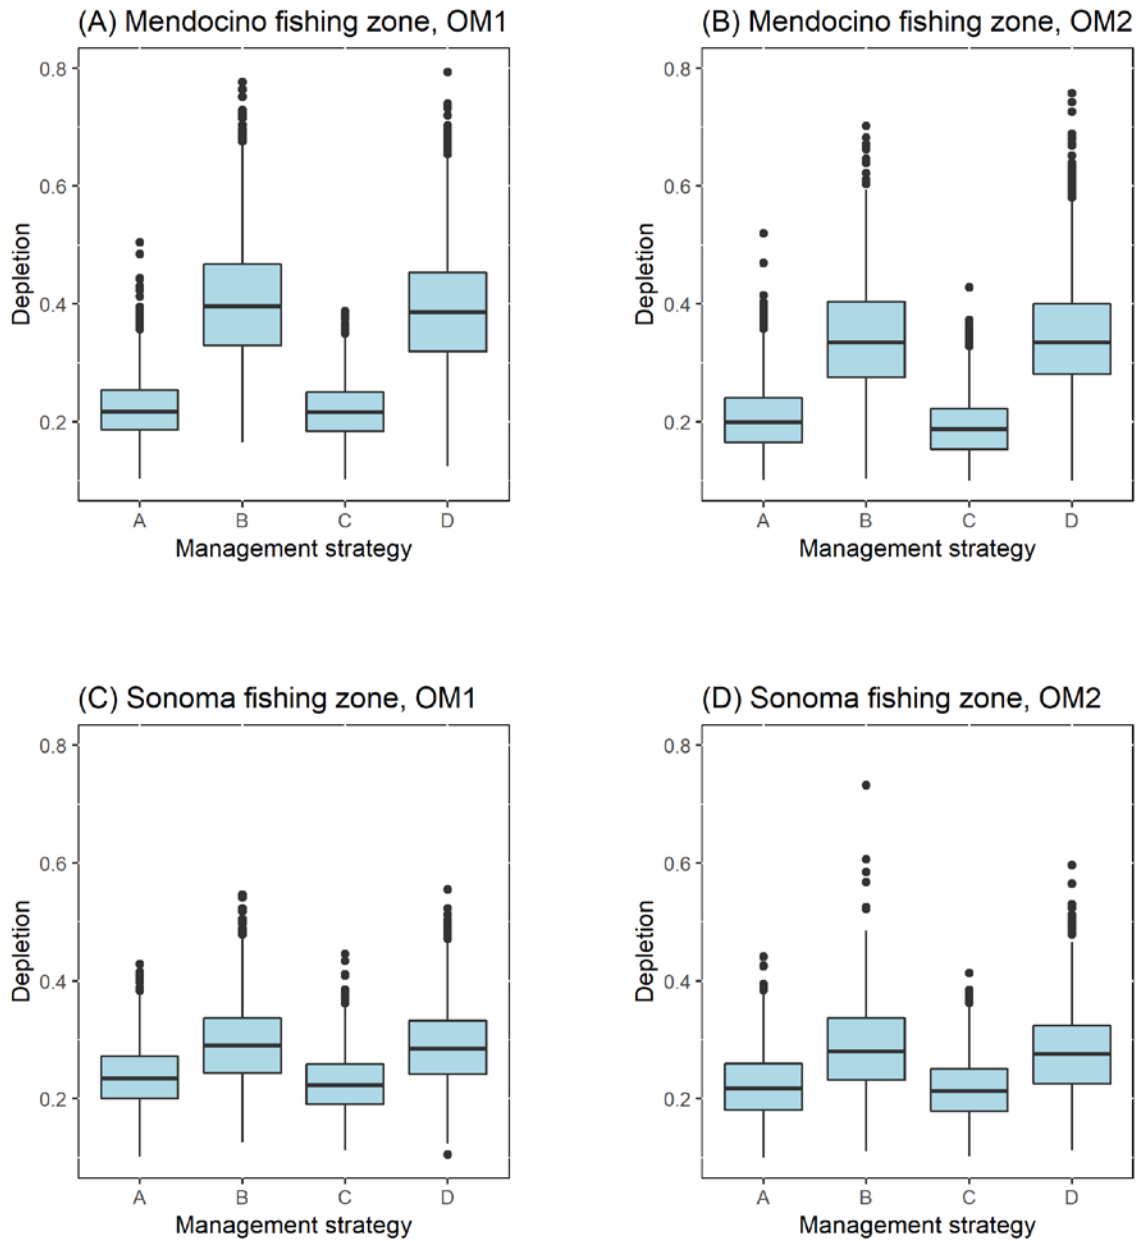 (A) Mendocino fishing zone, OM1
0.8
0.6
0.4
0.2
Depletion
A B C D
Management strategy
(B) Mendocino fishing zone, OM2
0.8
0.6
0.4
0.2
Depletion
A B C D
Management strategy
(C) Sonoma fishing zone, OM1
0.8
0.6
0.4
0.2
Depletion
A B C D
Management strategy
(D) Sonoma fishing zone, OM2
0.8
0.6
0.4
0.2
Depletion
A B C D
Management strategy